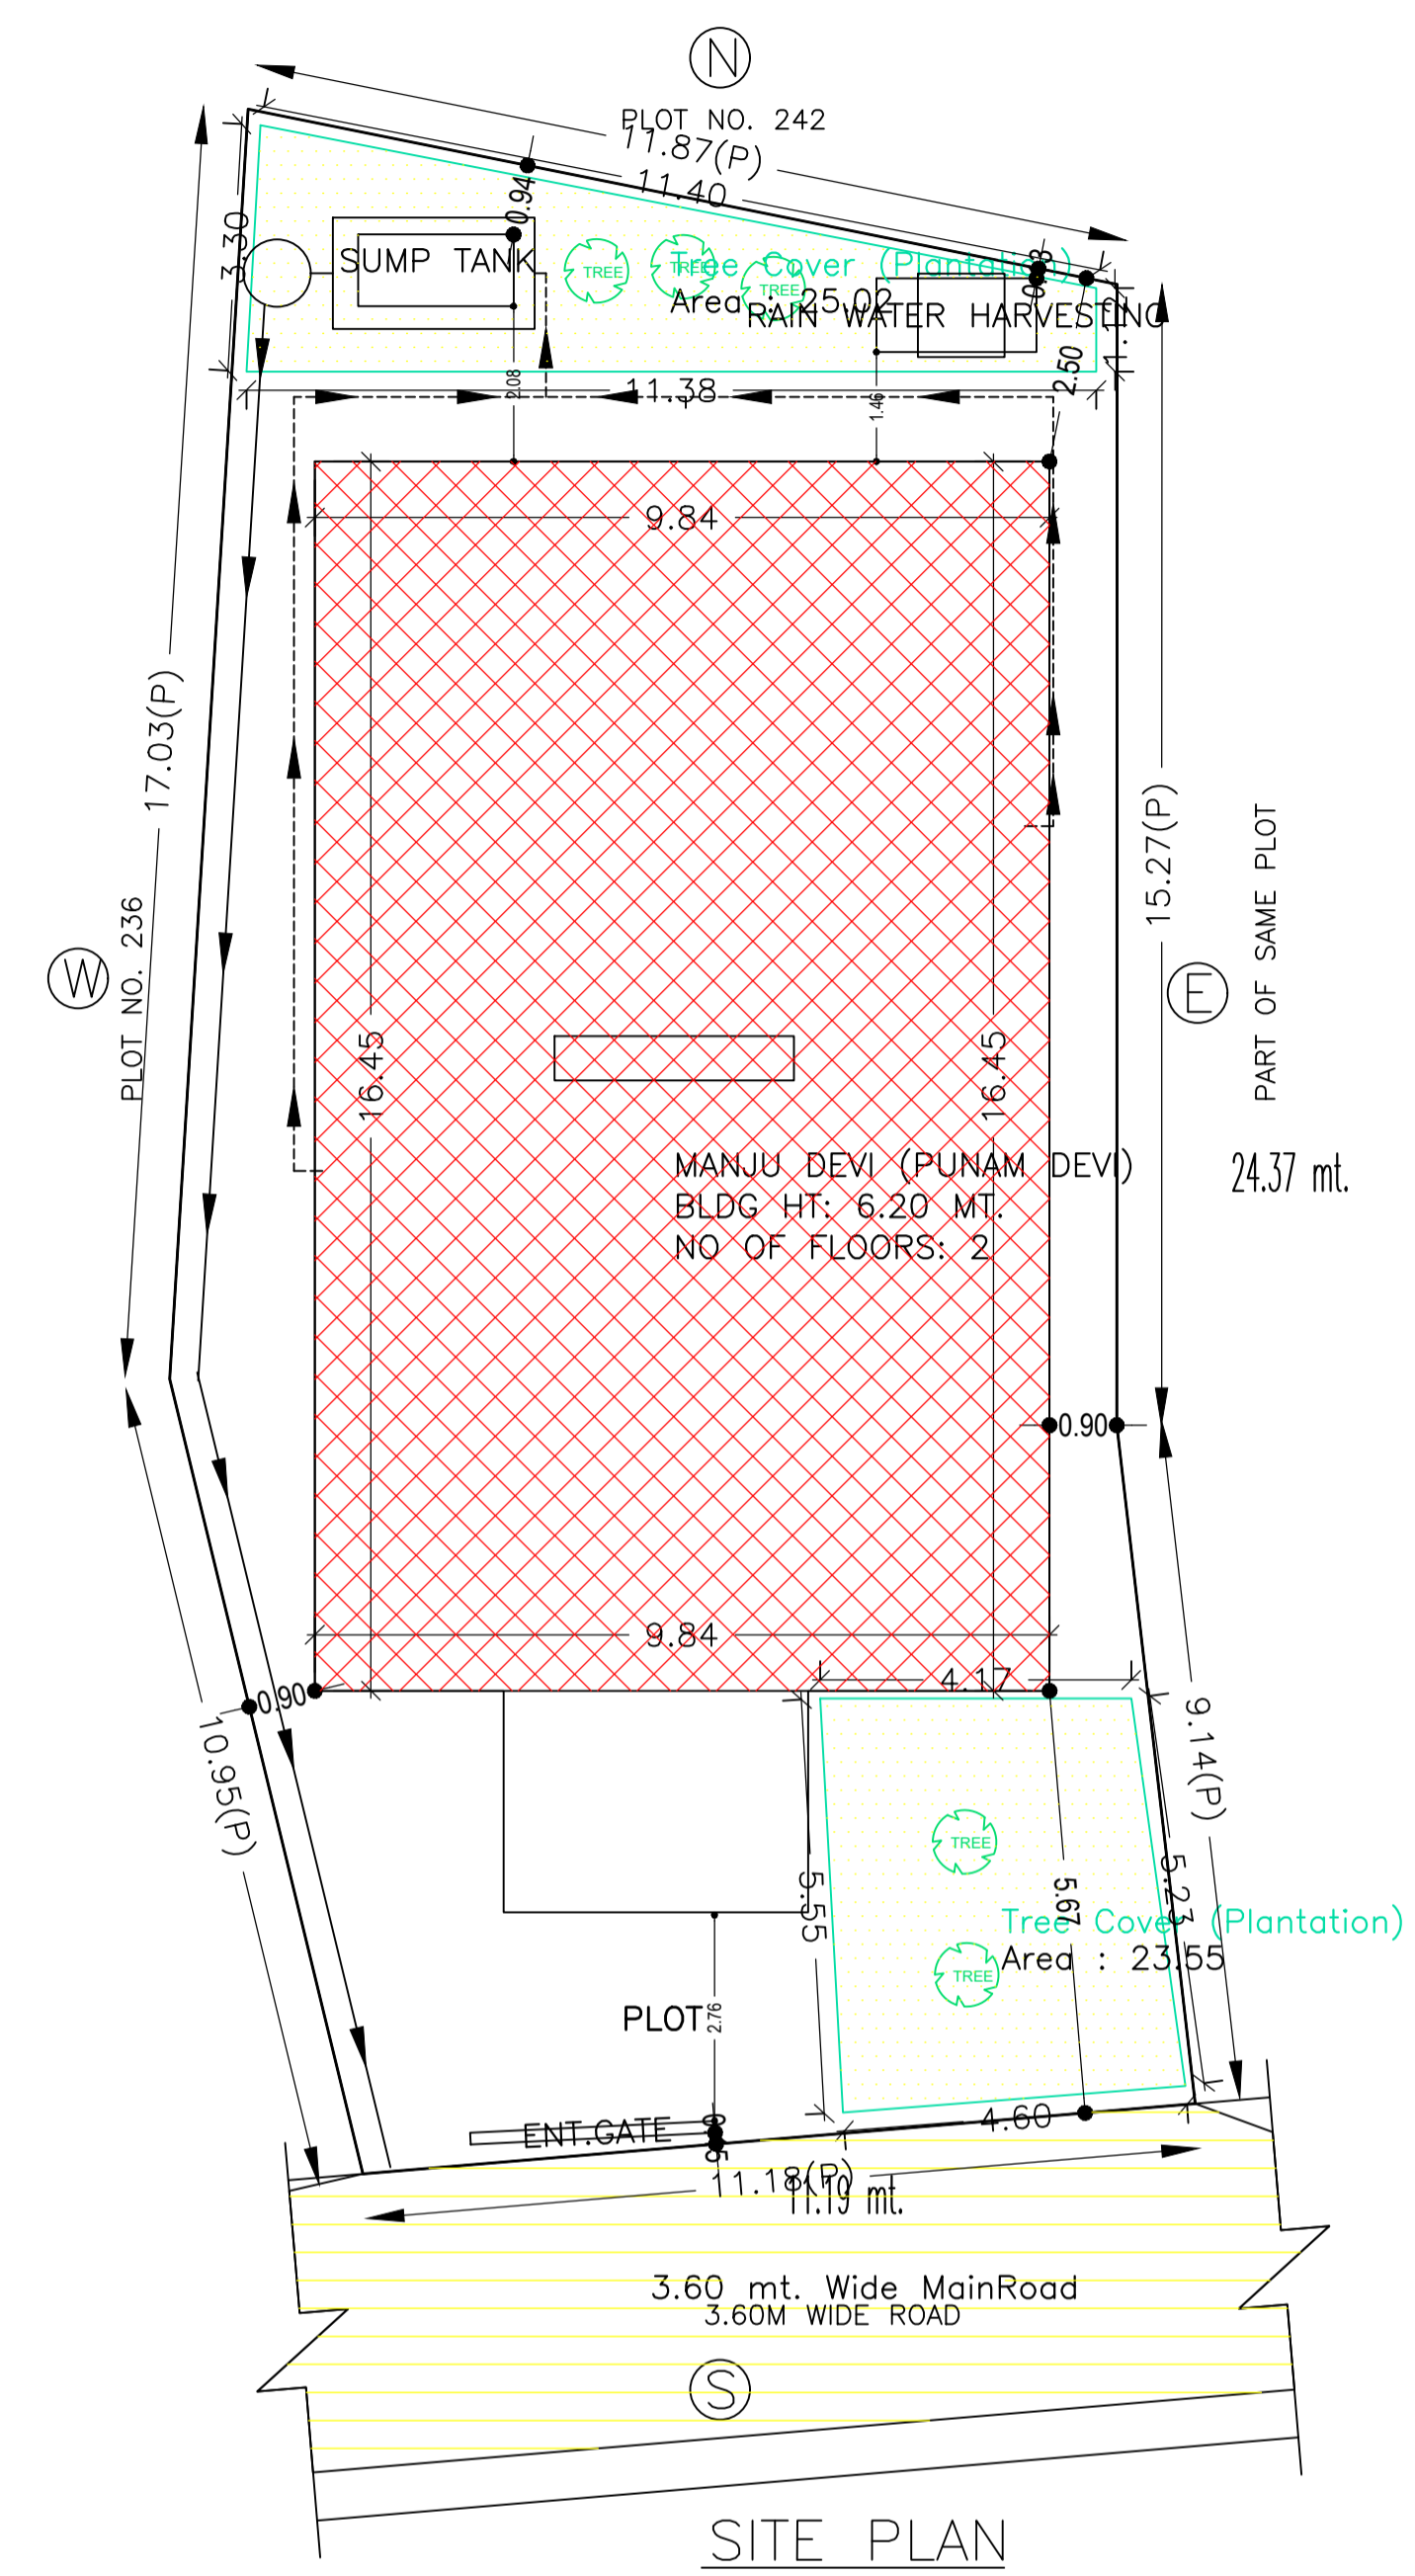 N
PLOT NO. 242
11.87(P)
11.40
0.94
3.30
SUMP TANK
TREE
TREE
TREE
Tree Cover (Plantation)
Area : 25.02
RAIN WATER HARVESTING
1.12
2.50
2.08
11.38
1.46
9.84
17.03(P)
15.27(P)
W
PLOT NO. 236
E
PART OF SAME PLOT
16.45
16.45
MANJU DEVI (PUNAM DEVI)
BLDG HT: 6.20 MT.
NO OF FLOORS: 2
24.37 mt.
0.90
9.84
4.17
0.90
10.95(P)
9.14(P)
TREE
5.55
5.67
5.23
Tree Cover (Plantation)
Area : 23.55
TREE
PLOT
2.76
ENT.GATE
4.60
11.18(P)
11.19 mt.
3.60 mt. Wide MainRoad
3.60M WIDE ROAD
S
SITE PLAN